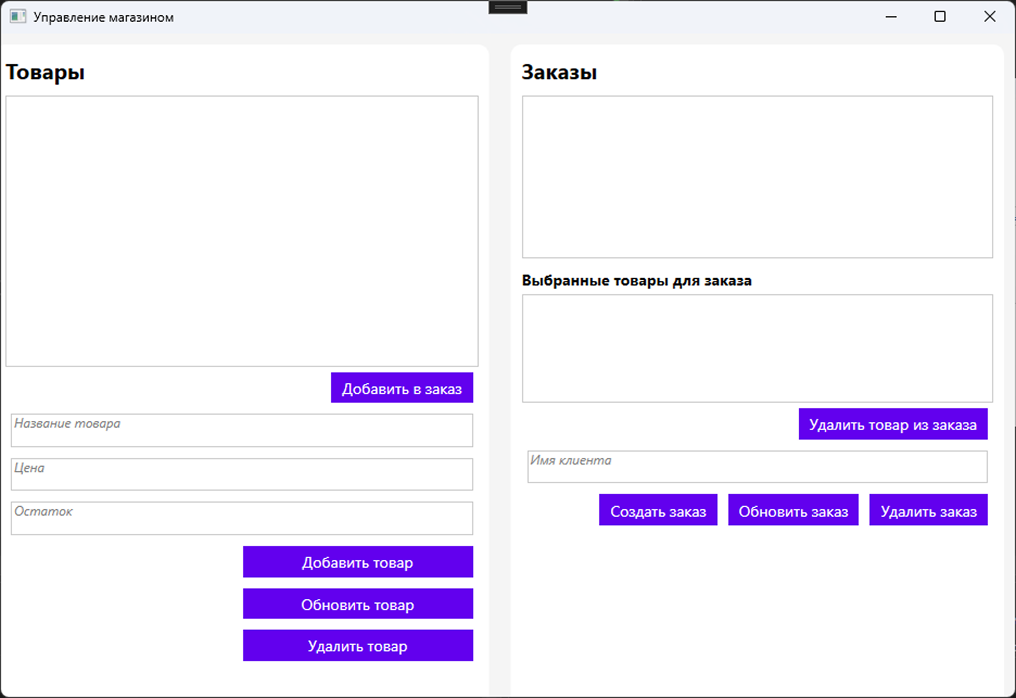 Управление магазином
Товары
Добавить в заказ
Название товара
Цена
Остаток
Добавить товар
Обновить товар
Удалить товар
Заказы
Выбранные товары для заказа
Удалить товар из заказа
Имя клиента
Создать заказ Обновить заказ Удалить заказ